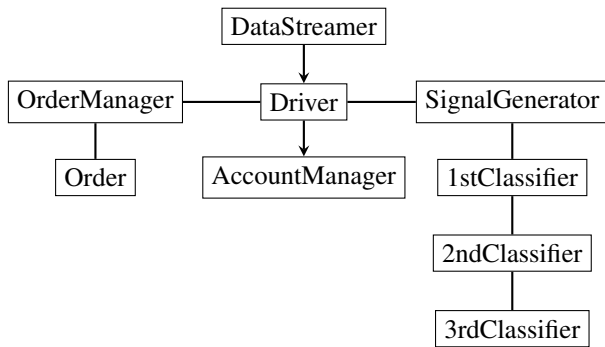 DataStreamer
OrderManager
Driver
SignalGenerator
Order
AccountManager
1stClassifier
2ndClassifier
3rdClassifier